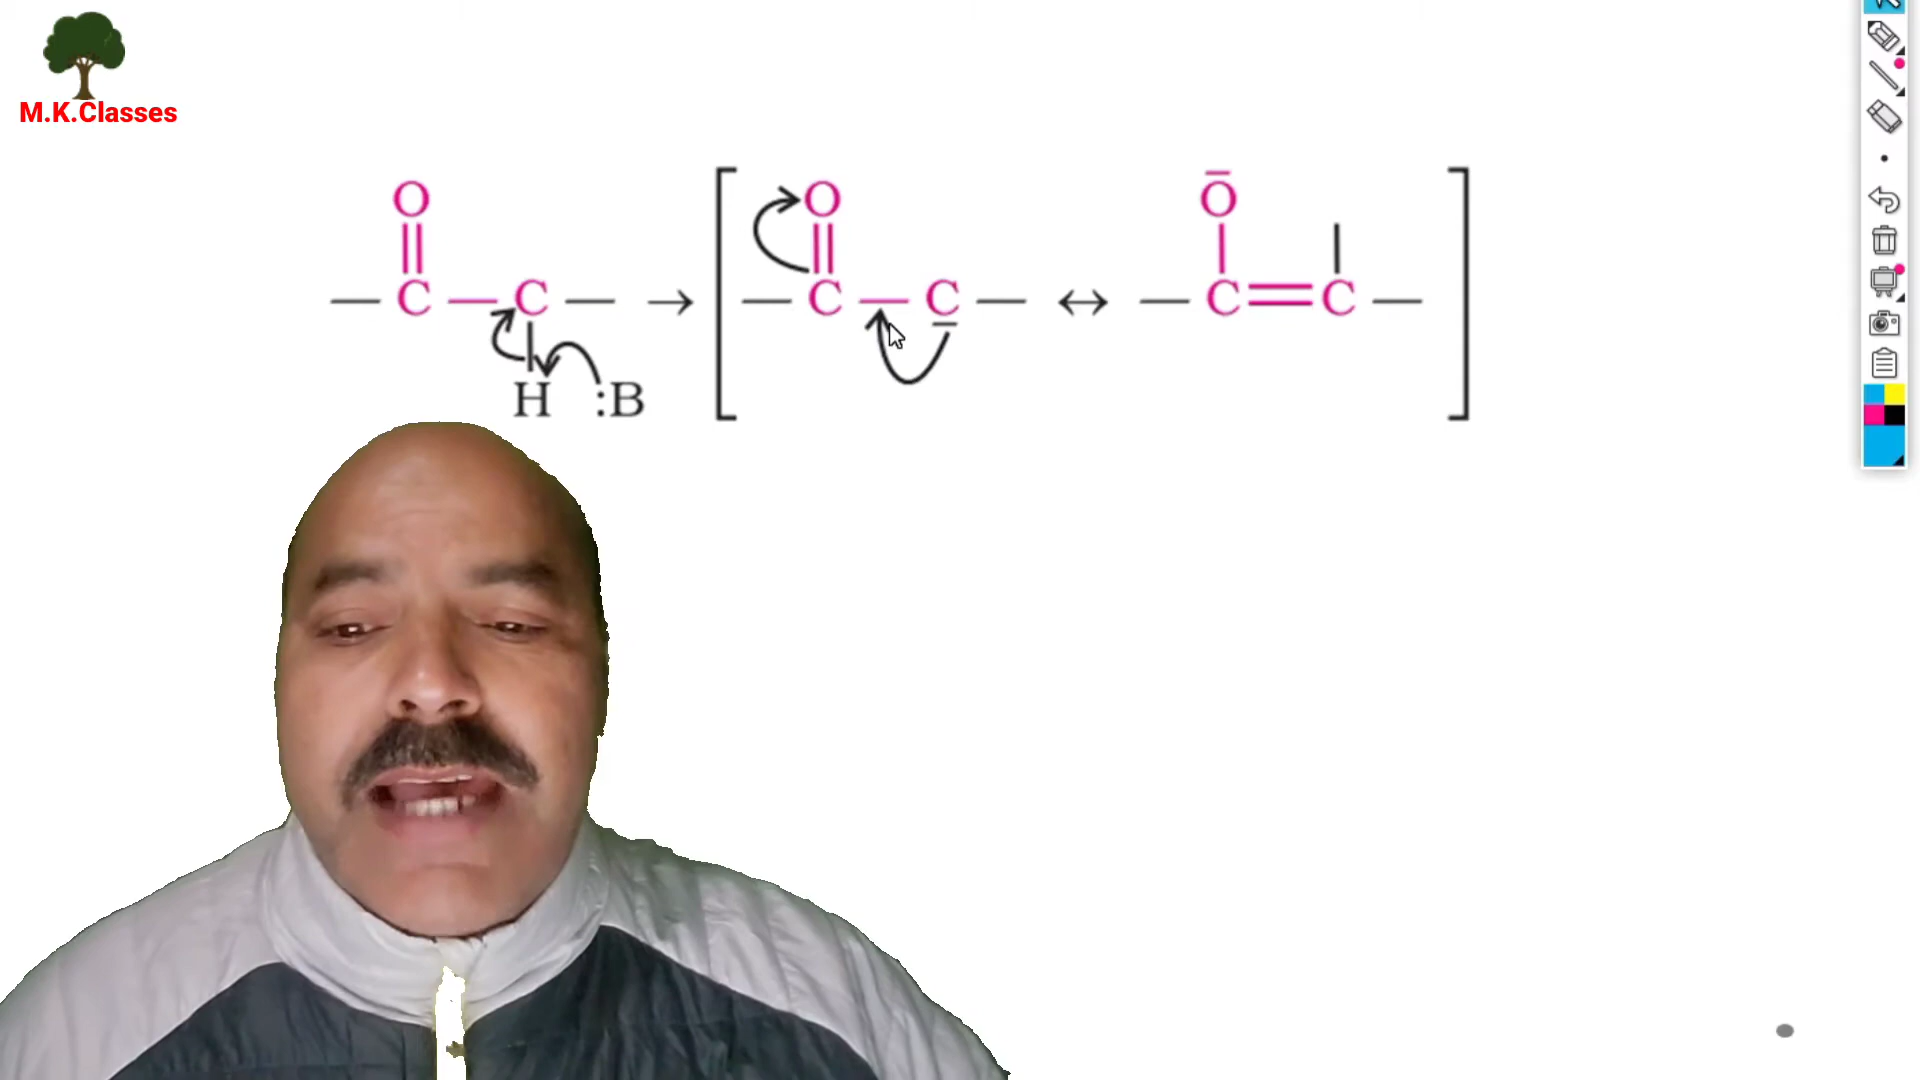 M.K.Classes
O O O
C C C C C C
H :B